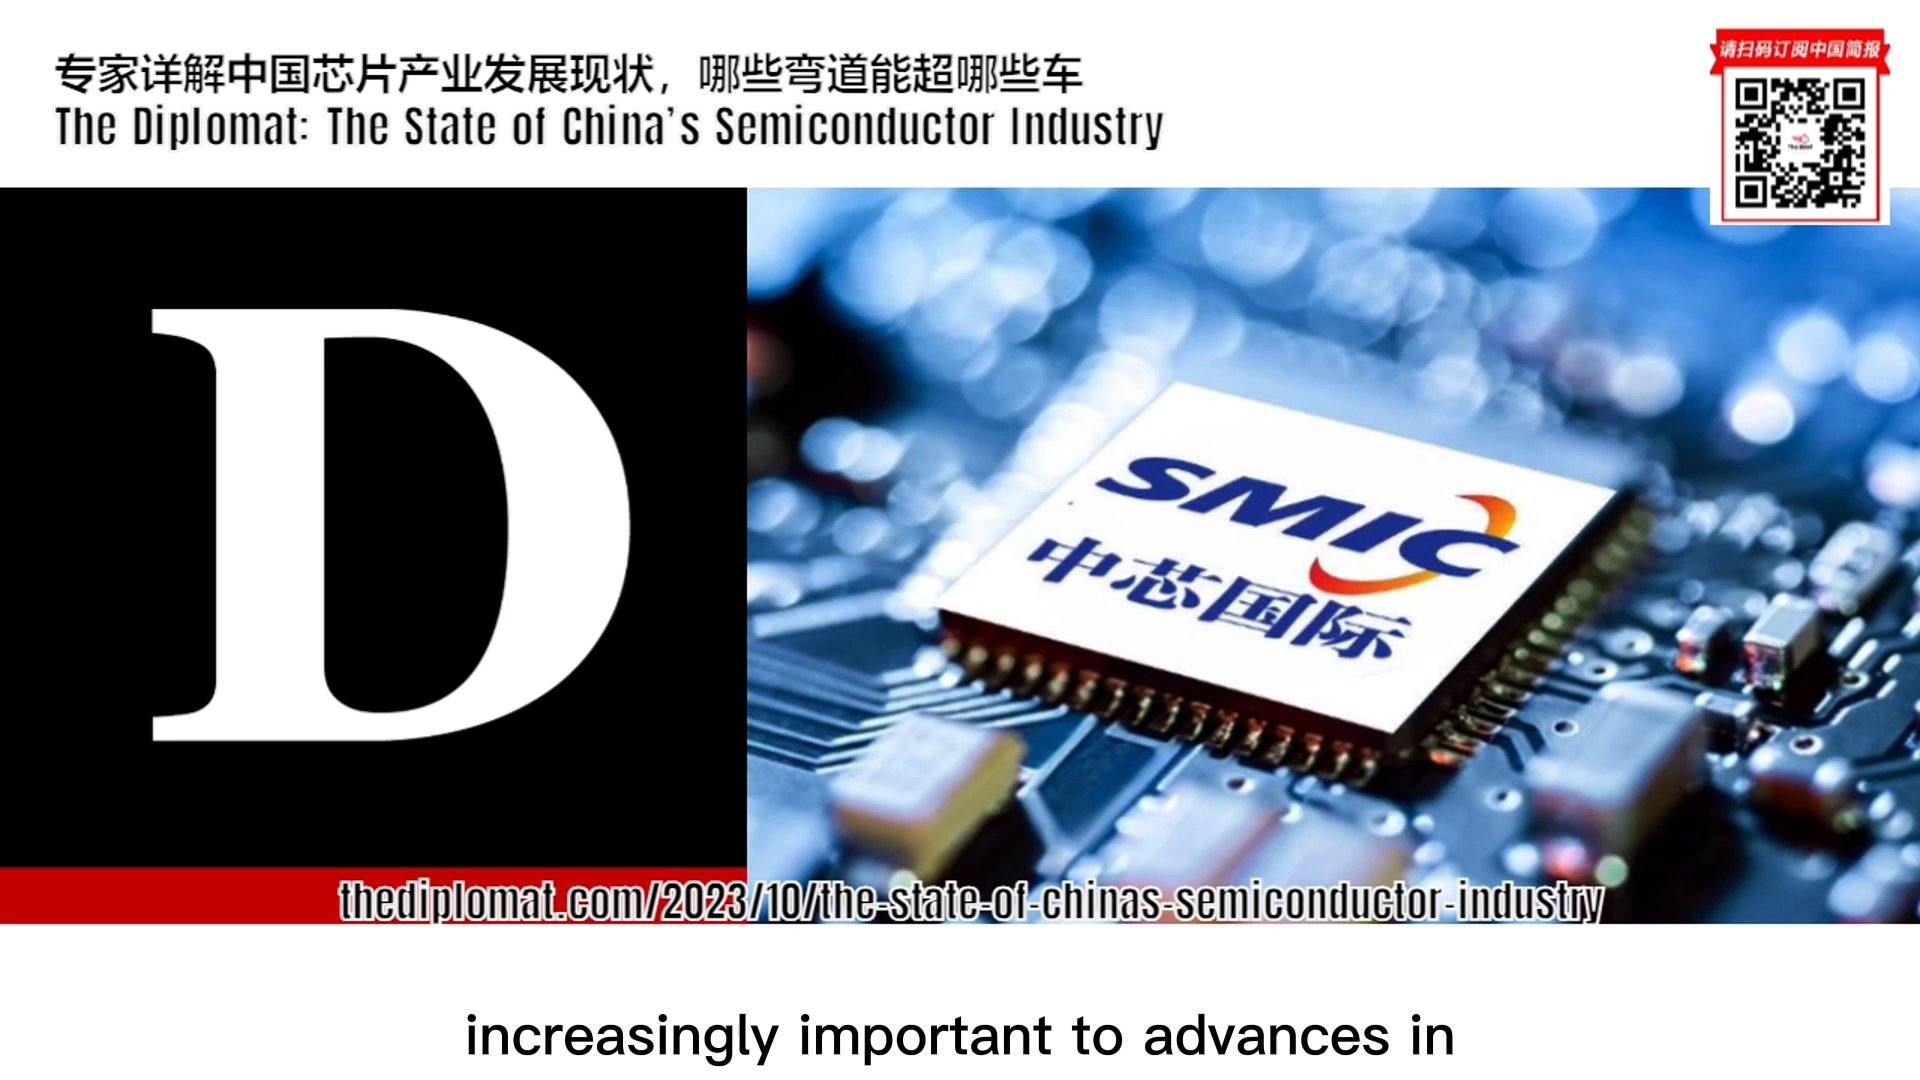 专家详解中国芯片产业发展现状，哪些弯道能超哪些车
The Diplomat: The State of China’s Semiconductor Industry
请扫码订阅中国简报
D
SMIC
中芯国际
thediplomat.com/2023/10/the-state-of-chinas-semiconductor-industry
increasingly important to advances in